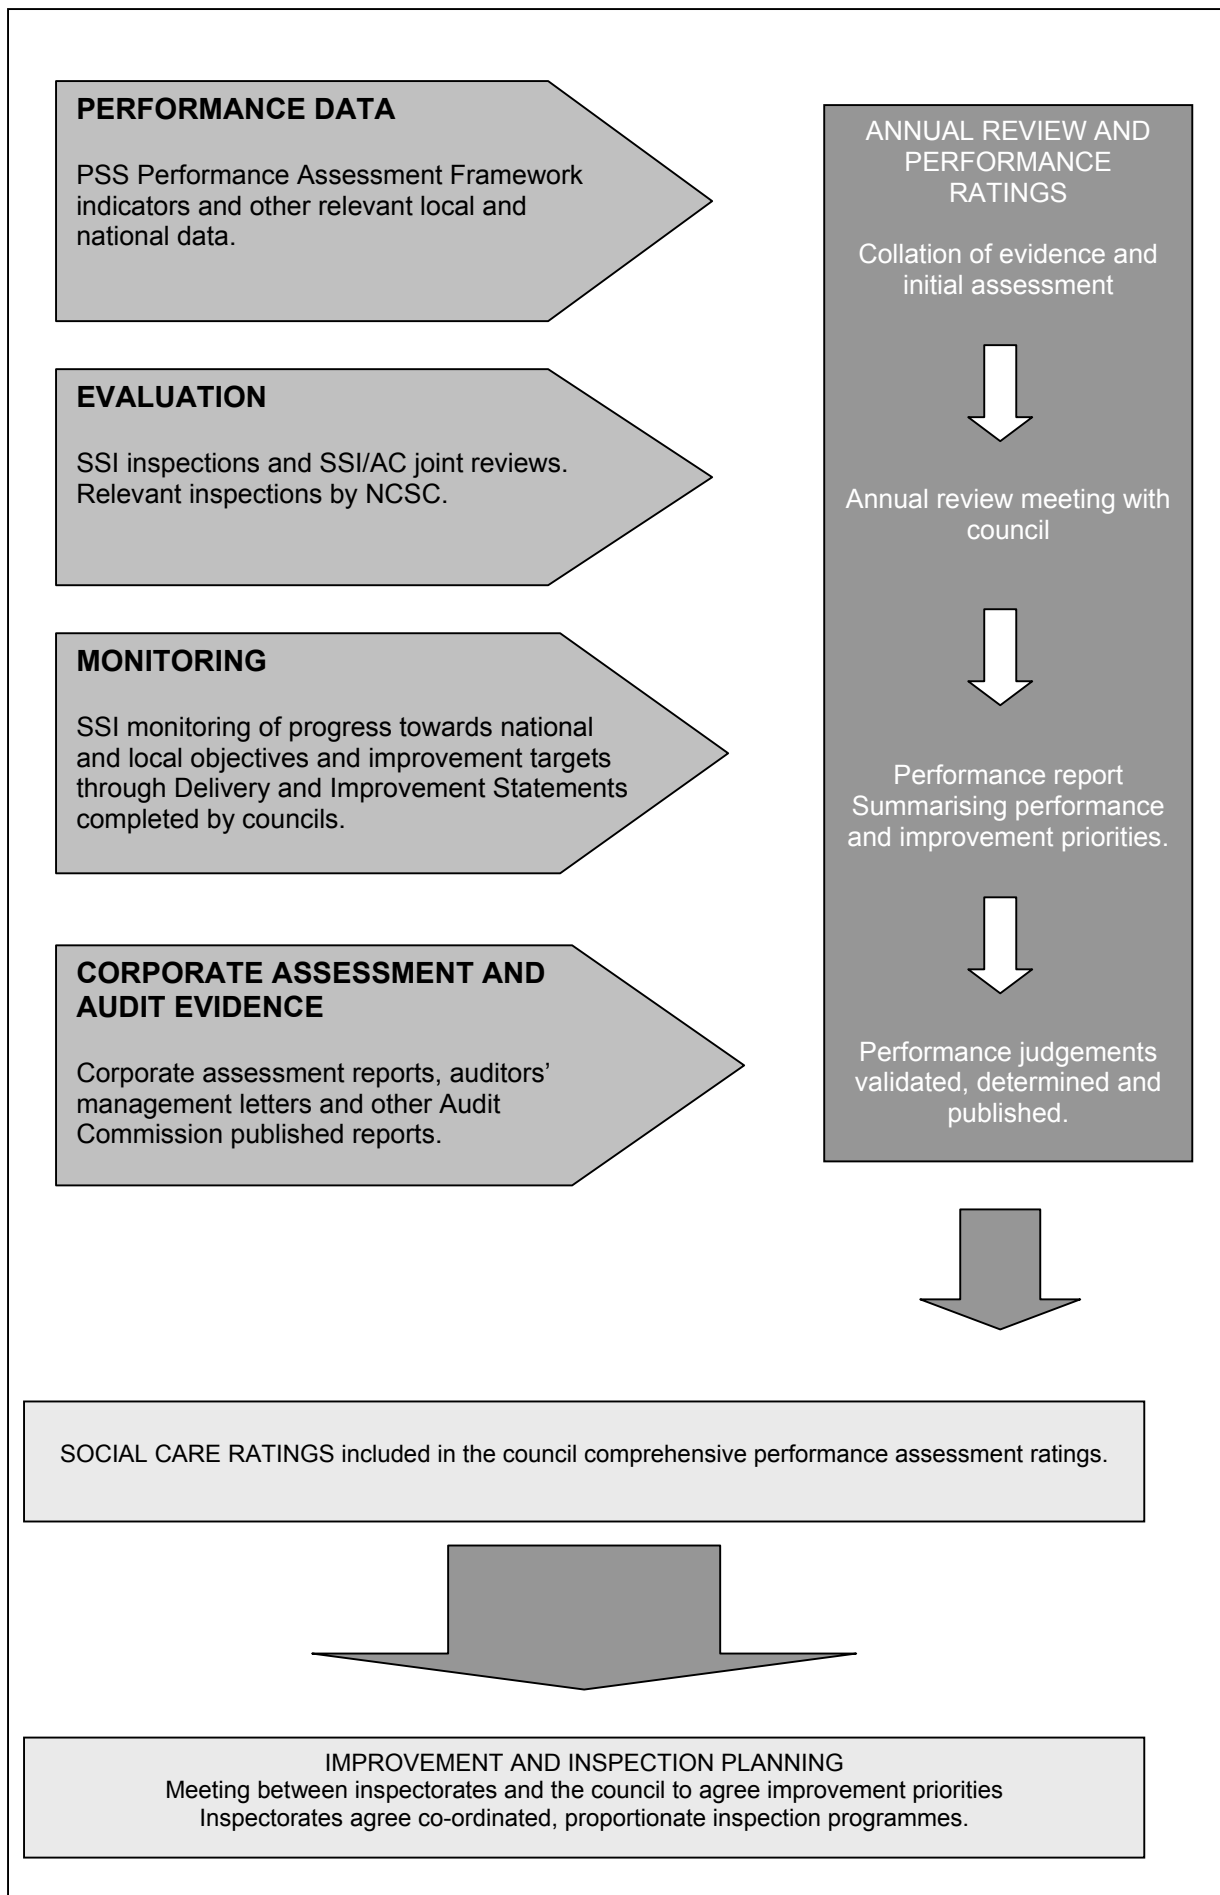 PERFORMANCE DATA
PSS Performance Assessment Framework
indicators and other relevant local and
national data.
EVALUATION
SSI inspections and SSI/AC joint reviews.
Relevant inspections by NCSC.
MONITORING
SSI monitoring of progress towards national
and local objectives and improvement targets
through Delivery and Improvement Statements
completed by councils.
CORPORATE ASSESSMENT AND
AUDIT EVIDENCE
Corporate assessment reports, auditors’
management letters and other Audit
Commission published reports.
ANNUAL REVIEW AND
PERFORMANCE
RATINGS
Collation of evidence and
initial assessment
Annual review meeting with
council
Performance report
Summarising performance
and improvement priorities.
Performance judgements
validated, determined and
published.
SOCIAL CARE RATINGS included in the council comprehensive performance assessment ratings.
IMPROVEMENT AND INSPECTION PLANNING
Meeting between inspectorates and the council to agree improvement priorities
Inspectorates agree co-ordinated, proportionate inspection programmes.